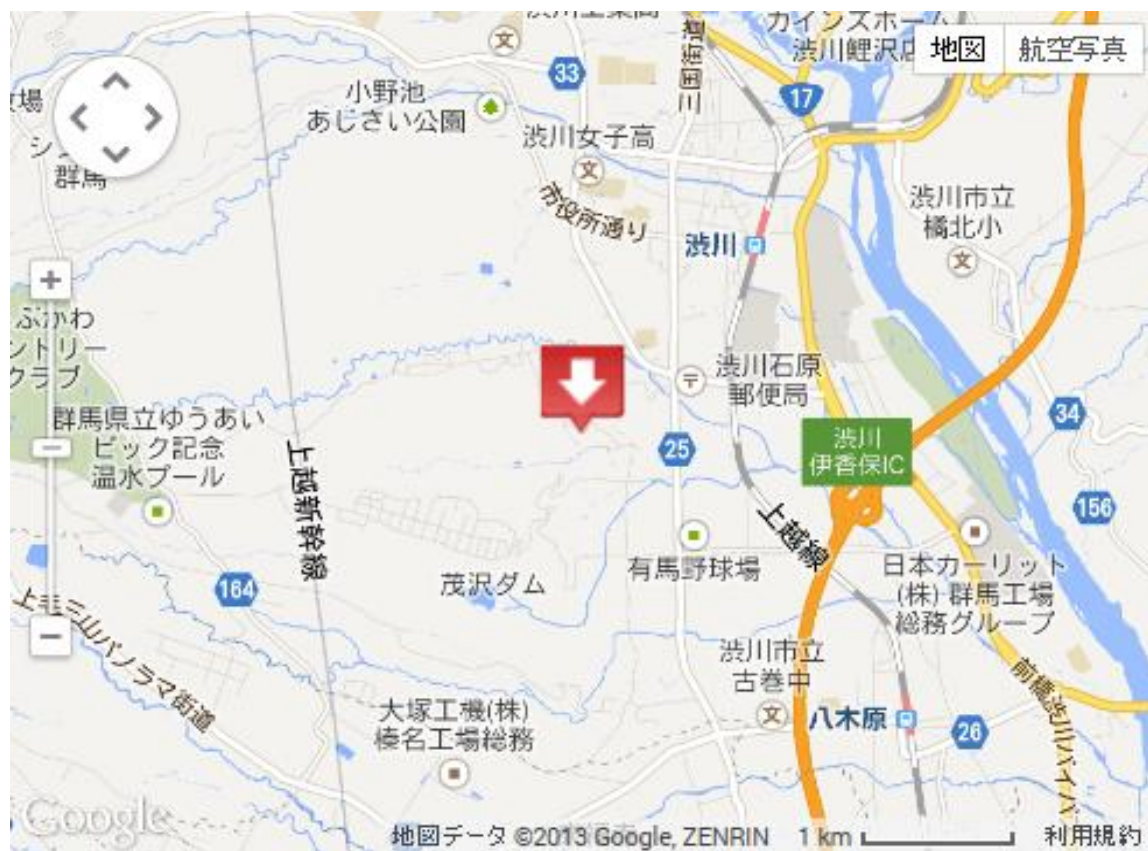 カインズホーム
渋川鯉沢店
地図
航空写真
33
三国街道
17
小野池
あじさい公園
渋川女子高
群馬
市役所通り
渋川市立
橘北小
渋川
ぶかわ
ントリー
クラブ
渋川石原
郵便局
群馬県立ゆうあい
ピック記念
温水プール
上越新幹線
25
渋川
伊香保IC
34
156
上越線
有馬野球場
日本カーリット
(株) 群馬工場
総務グループ
164
茂沢ダム
上毛三山パノラマ街道
渋川市立
古巻中
前橋渋川バイパ
大塚工機(株)
榛名工場総務
八木原
26
Google
地図データ ©2013 Google, ZENRIN
1 km
利用規約